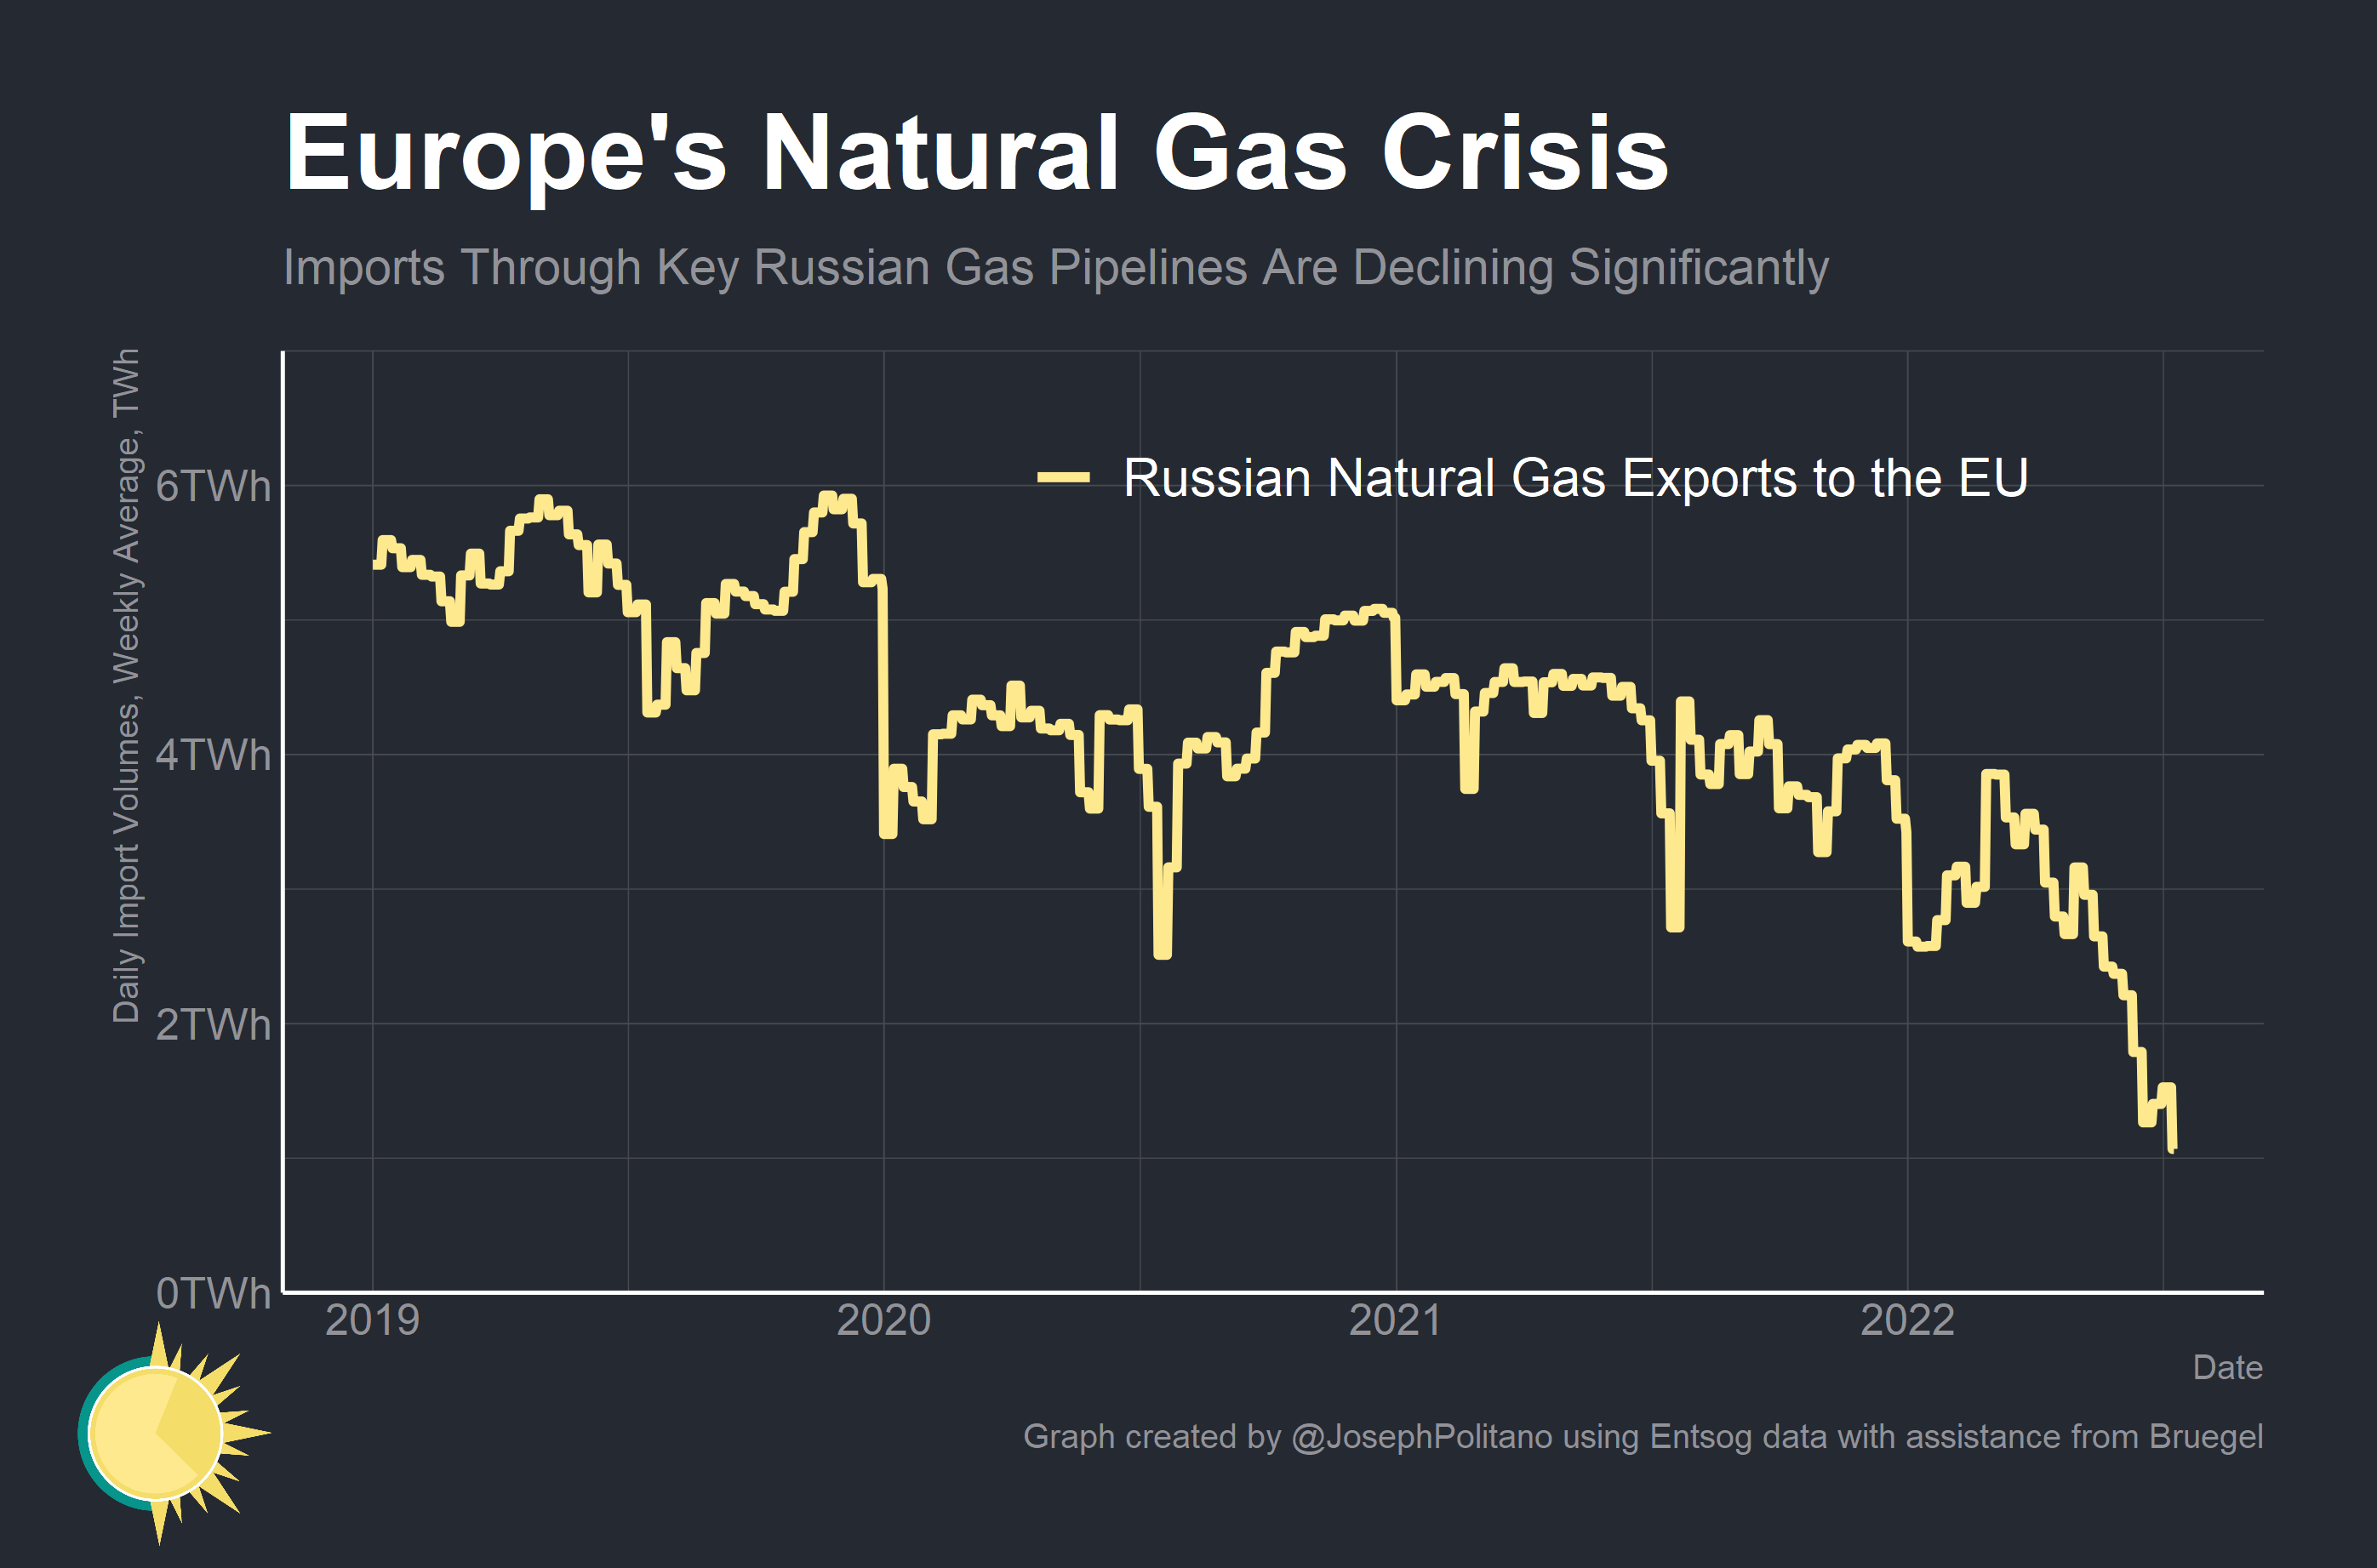 Europe's Natural Gas Crisis
Imports Through Key Russian Gas Pipelines Are Declining Significantly
Daily Import Volumes, Weekly Average, TWh
Russian Natural Gas Exports to the EU
6TWh
4TWh
2TWh
0TWh
2019
2020
2021
2022
Date
Graph created by @JosephPolitano using Entsog data with assistance from Bruegel